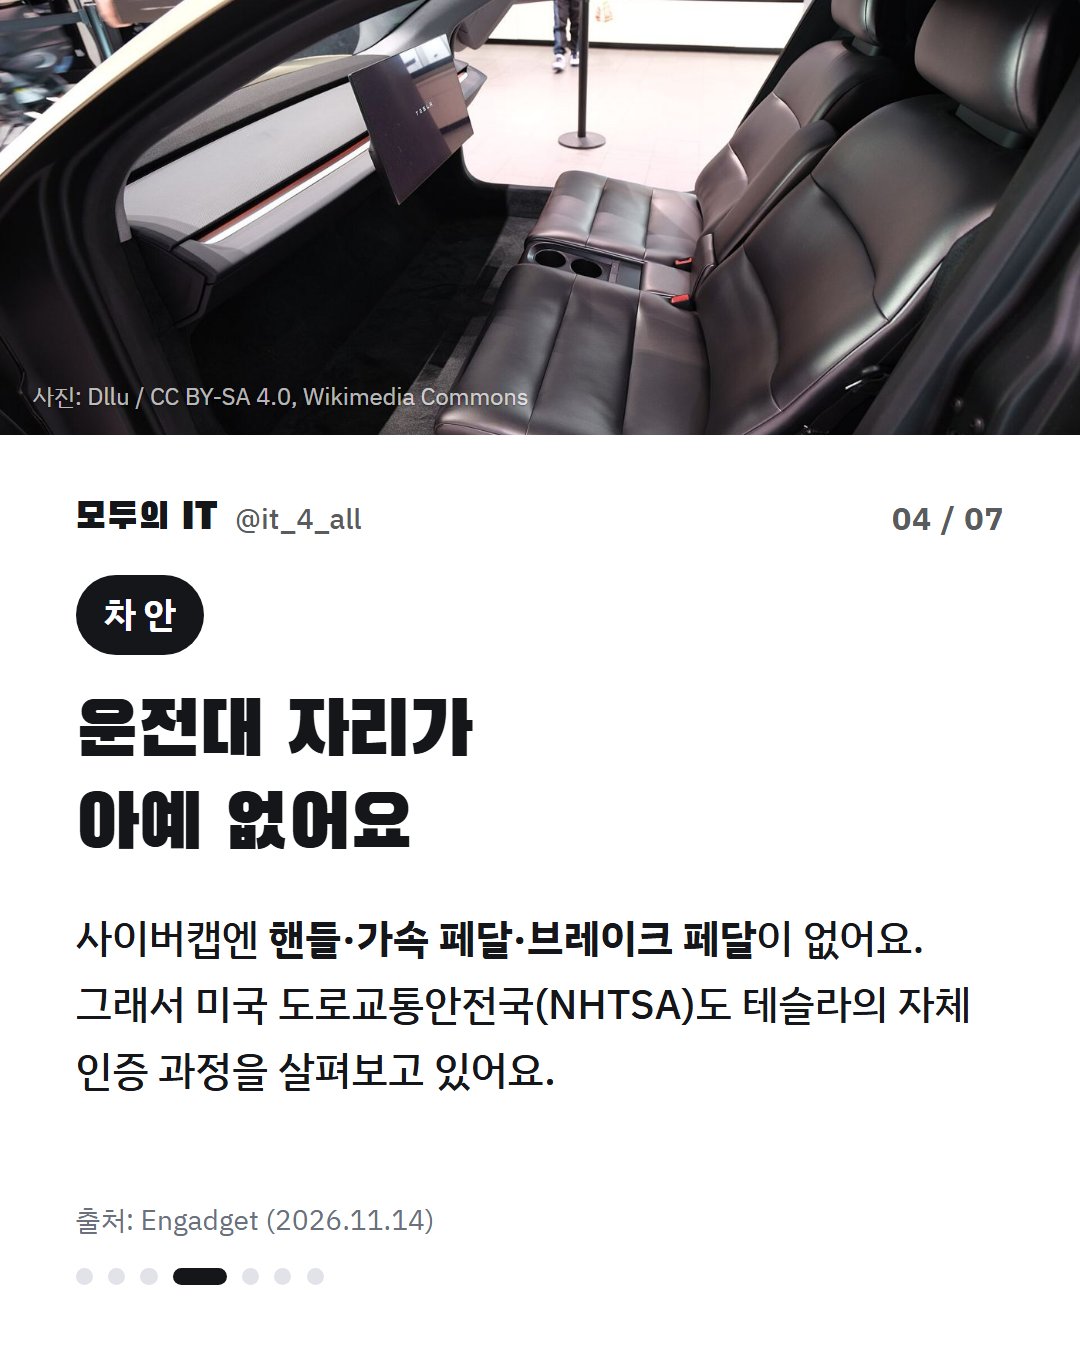 TESLA
사진: Dllu / CC BY-SA 4.0, Wikimedia Commons
모두의 IT @it_4_all
04 / 07
차 안
운전대 자리가
아예 없어요
사이버캡엔 핸들·가속 페달·브레이크 페달이 없어요.
그래서 미국 도로교통안전국(NHTSA)도 테슬라의 자체
인증 과정을 살펴보고 있어요.
출처: Engadget (2026.11.14)